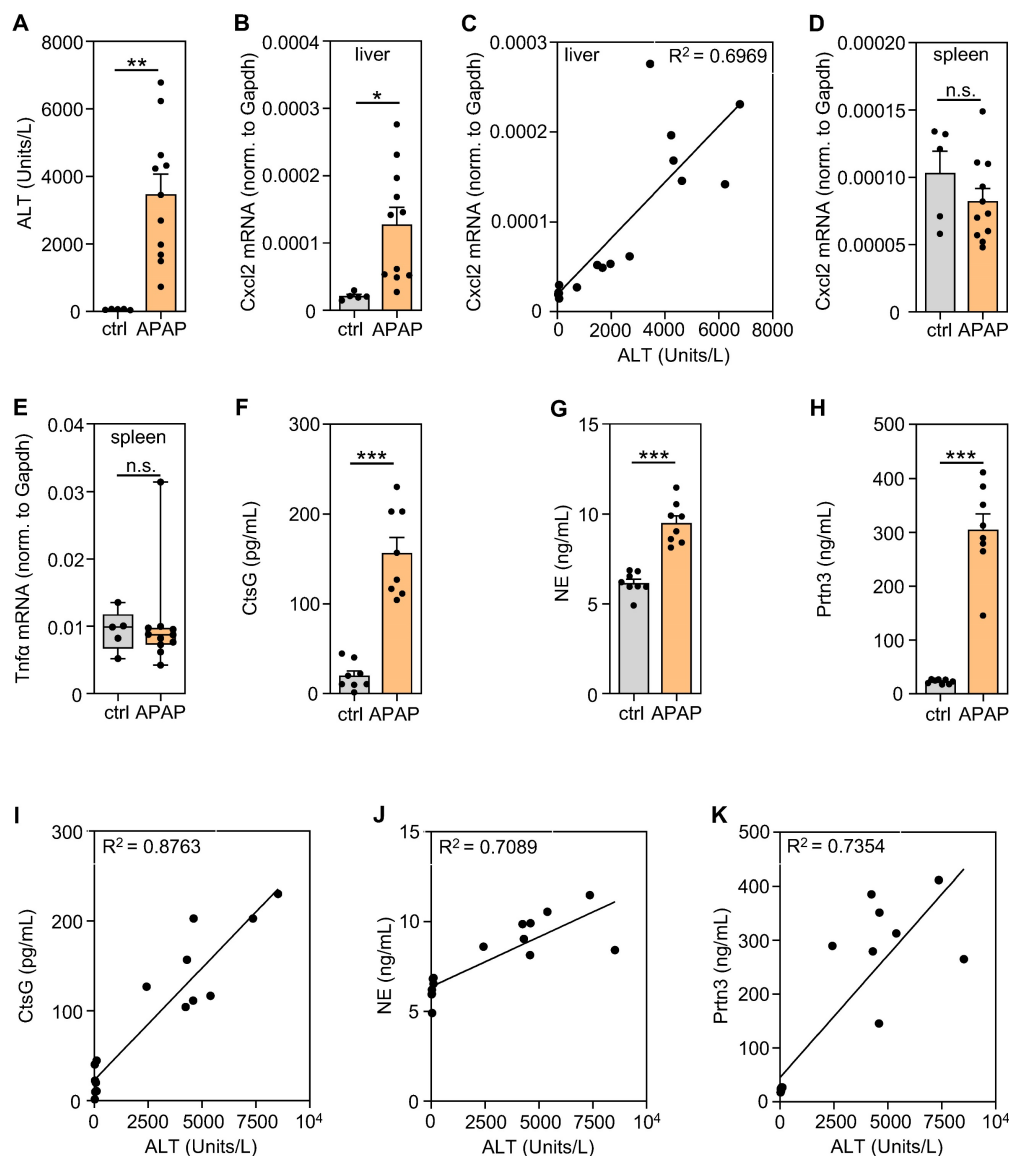 A
ALT (Units/L)
8000
6000
4000
2000
0
**
ctrl APAP
B
Cxcl2 mRNA (norm. to Gapdh)
0.0004
0.0003
0.0002
0.0001
0
liver
*
ctrl APAP
C
Cxcl2 mRNA (norm. to Gapdh)
0.0003
0.0002
0.0001
0
liver
R² = 0.6969
0 2000 4000 6000 8000
ALT (Units/L)
D
Cxcl2 mRNA (norm. to Gapdh)
0.00020
0.00015
0.00010
0.00005
0
spleen
n.s.
ctrl APAP
E
Tnfα mRNA (norm. to Gapdh)
0.04
0.03
0.02
0.01
0
spleen
n.s.
ctrl APAP
F
CtsG (pg/mL)
300
200
100
0
***
ctrl APAP
G
NE (ng/mL)
15
10
5
0
***
ctrl APAP
H
Prtn3 (ng/mL)
500
400
300
200
100
0
***
ctrl APAP
I
CtsG (pg/mL)
300
200
100
0
R² = 0.8763
0 2500 5000 7500 10⁴
ALT (Units/L)
J
NE (ng/mL)
15
10
5
0
R² = 0.7089
0 2500 5000 7500 10⁴
ALT (Units/L)
K
Prtn3 (ng/mL)
500
400
300
200
100
0
R² = 0.7354
0 2500 5000 7500 10⁴
ALT (Units/L)